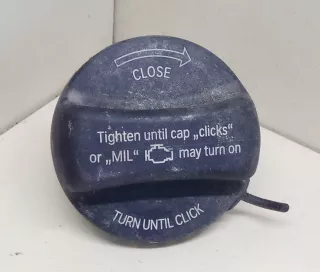 CLOSE
Tighten until cap „clicks“
or „MIL“ may turn on
TURN UNTIL CLICK